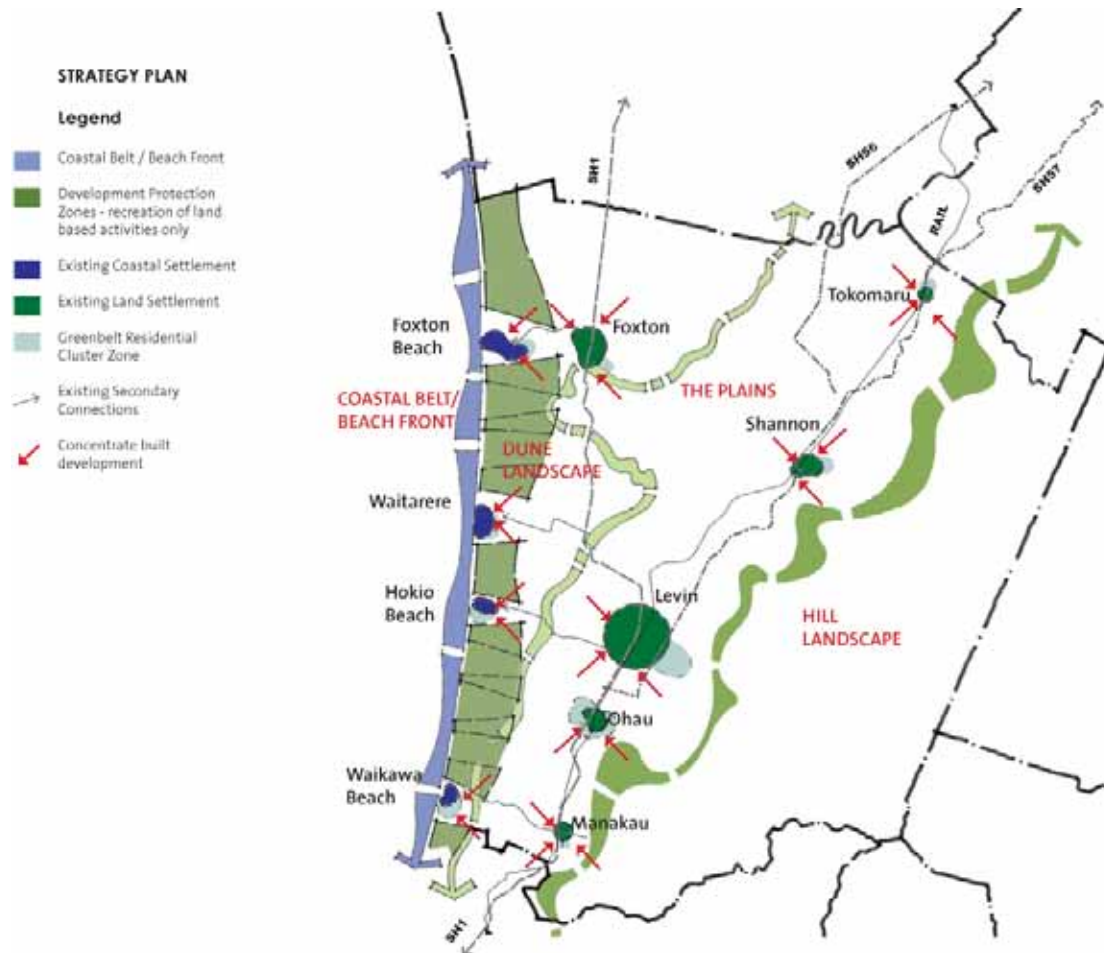 STRATEGY PLAN
Legend
Coastal Belt / Beach Front
Development Protection
Zones - recreation of land
based activities only
Existing Coastal Settlement
Existing Land Settlement
Greenbelt Residential
Cluster Zone
Existing Secondary
Connections
Concentrate built
development
SH1
SH56
SH57
RAIL
Tokomaru
Foxton
Beach
Foxton
COASTAL BELT/
BEACH FRONT
THE PLAINS
Shannon
DUNE
LANDSCAPE
Waitarere
Hokio
Beach
Levin
HILL
LANDSCAPE
Ohau
Waikawa
Beach
Manakau
SH1